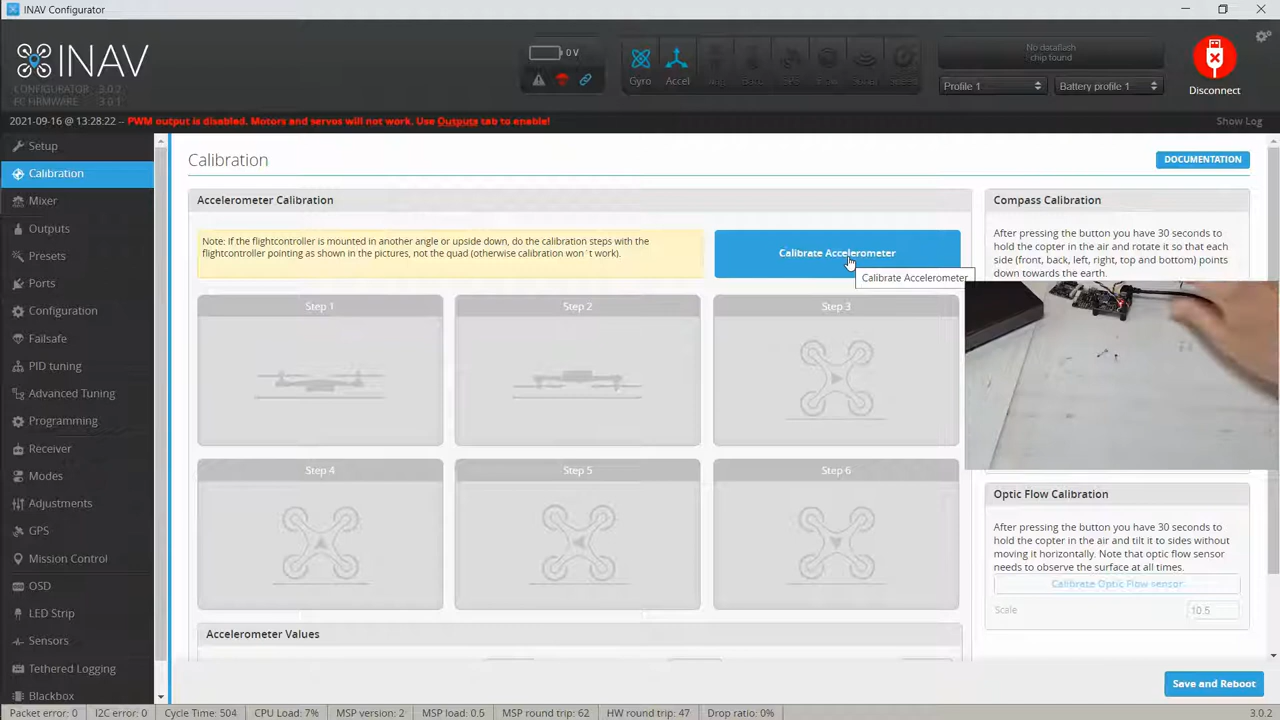 INAV Configurator
INAV
CONFIGURATOR 3.0.2
FC FIRMWARE 3.0.1
0 V
Gyro
Accel
No dataflash
chip found
Profile 1
Battery profile 1
Disconnect
2021-09-16 @ 13:28:22 -- PWM output is disabled. Motors and servos will not work. Use Outputs tab to enable!
Show Log
Setup
Calibration
Mixer
Outputs
Presets
Ports
Configuration
Failsafe
PID tuning
Advanced Tuning
Programming
Receiver
Modes
Adjustments
GPS
Mission Control
OSD
LED Strip
Sensors
Tethered Logging
Blackbox
Calibration
DOCUMENTATION
Accelerometer Calibration
Note: If the flightcontroller is mounted in another angle or upside down, do the calibration steps with the
flightcontroller pointing as shown in the pictures, not the quad (otherwise calibration won´t work).
Calibrate Accelerometer
Calibrate Accelerometer
Step 1
Step 2
Step 3
Step 4
Step 5
Step 6
Accelerometer Values
Compass Calibration
After pressing the button you have 30 seconds to
hold the copter in the air and rotate it so that each
side (front, back, left, right, top and bottom) points
down towards the earth.
Optic Flow Calibration
After pressing the button you have 30 seconds to
hold the copter in the air and tilt it to sides without
moving it horizontally. Note that optic flow sensor
needs to observe the surface at all times.
Calibrate Optic Flow sensor
Scale
10.5
Save and Reboot
Packet error: 0
I2C error: 0
Cycle Time: 504
CPU Load: 7%
MSP version: 2
MSP load: 0.5
MSP round trip: 62
HW round trip: 47
Drop ratio: 0%
3.0.2